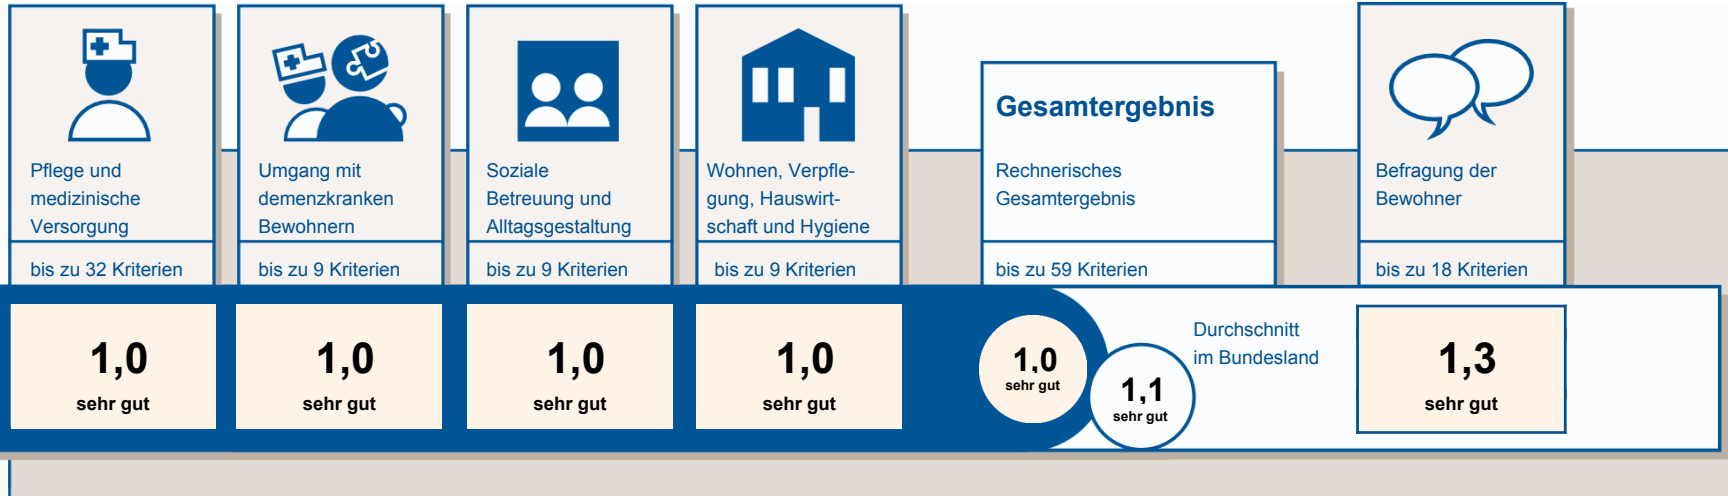 Pflege und
medizinische
Versorgung
bis zu 32 Kriterien
1,0
sehr gut
Umgang mit
demenzkranken
Bewohnern
bis zu 9 Kriterien
1,0
sehr gut
Soziale
Betreuung und
Alltagsgestaltung
bis zu 9 Kriterien
1,0
sehr gut
Wohnen, Verpfle-
gung, Hauswirt-
schaft und Hygiene
bis zu 9 Kriterien
1,0
sehr gut
Gesamtergebnis
Rechnerisches
Gesamtergebnis
bis zu 59 Kriterien
1,0
sehr gut
1,1
sehr gut
Durchschnitt
im Bundesland
Befragung der
Bewohner
bis zu 18 Kriterien
1,3
sehr gut